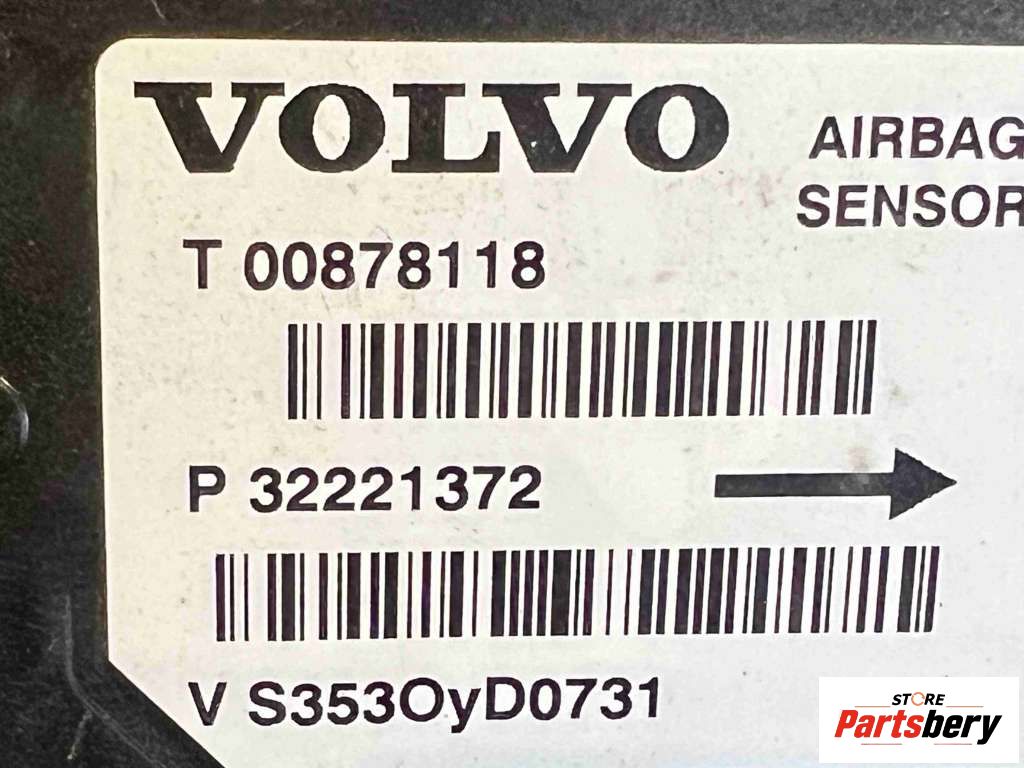 VOLVO
AIRBAG
SENSOR
T 00878118
P 32221372
V S353OyD0731
STORE
Partsbery